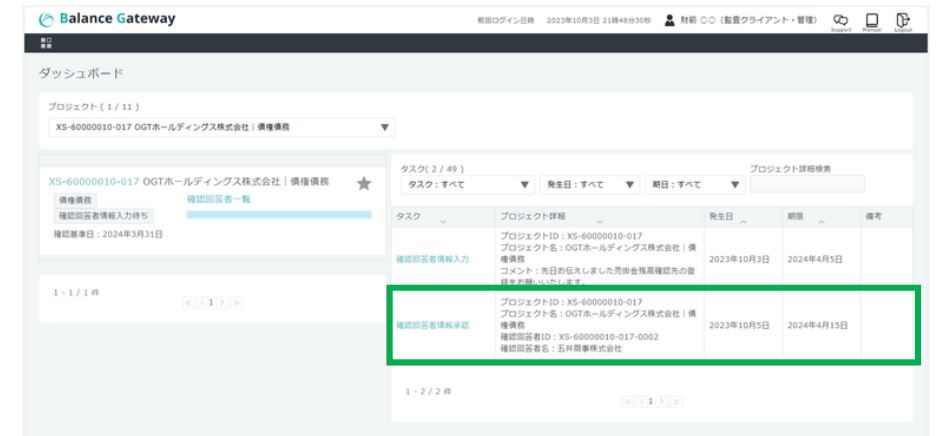 Balance Gateway
前回ログイン日時 2023年10月3日 21時48分30秒 財前 〇〇 (監査クライアント・管理)
Support Manual Logout
ダッシュボード
プロジェクト ( 1 / 11 )
XS-60000010-017 OGTホールディングス株式会社｜債権債務 ▼
XS-60000010-017 OGTホールディングス株式会社｜債権債務 ★
債権債務 確認回答者一覧
確認回答者情報入力待ち
確認基準日：2024年3月31日
1 - 1 / 1 件
« ‹ 1 › »
タスク( 2 / 49 ) プロジェクト詳細検索
タスク：すべて ▼ 発生日：すべて ▼ 期日：すべて ▼
タスク プロジェクト詳細 発生日 期限 備考
プロジェクトID：XS-60000010-017
プロジェクト名：OGTホールディングス株式会社｜債
権債務
確認回答者情報入力 2023年10月3日 2024年4月5日
コメント：先日お伝えしました売掛金残高確認先の登
録をお願いいたします。
プロジェクトID：XS-60000010-017
プロジェクト名：OGTホールディングス株式会社｜債
権債務
確認回答者情報承認 2023年10月5日 2024年4月15日
確認回答者ID：XS-60000010-017-0002
確認回答者名：五井商事株式会社
1 - 2 / 2 件
« ‹ 1 › »